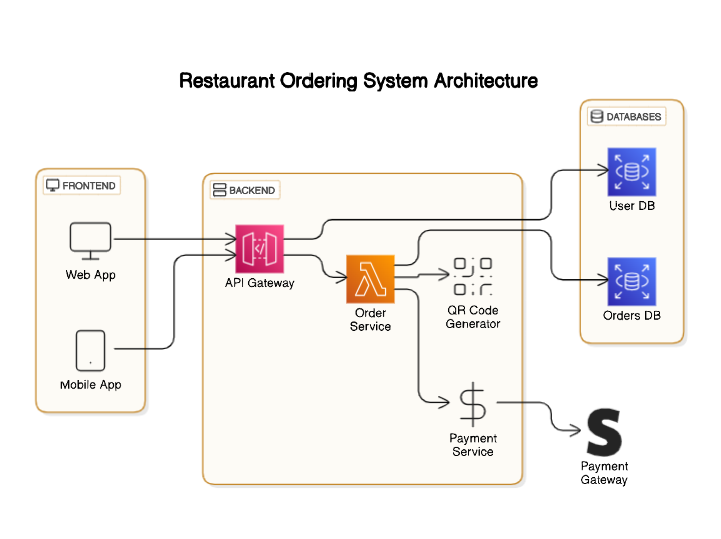 Restaurant Ordering System Architecture
DATABASES
User DB
Orders DB
FRONTEND
Web App
Mobile App
BACKEND
API Gateway
Order
Service
QR Code
Generator
Payment
Service
S
Payment
Gateway